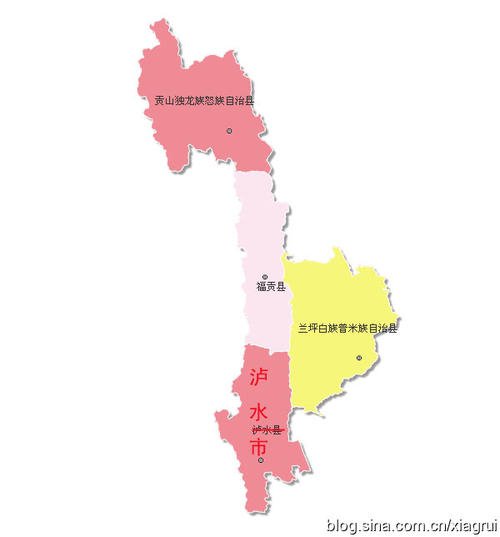 贡山独龙族怒族自治县
福贡县
兰坪白族普米族自治县
泸
水
泸水县
市
blog.sina.com.cn/xiagrui